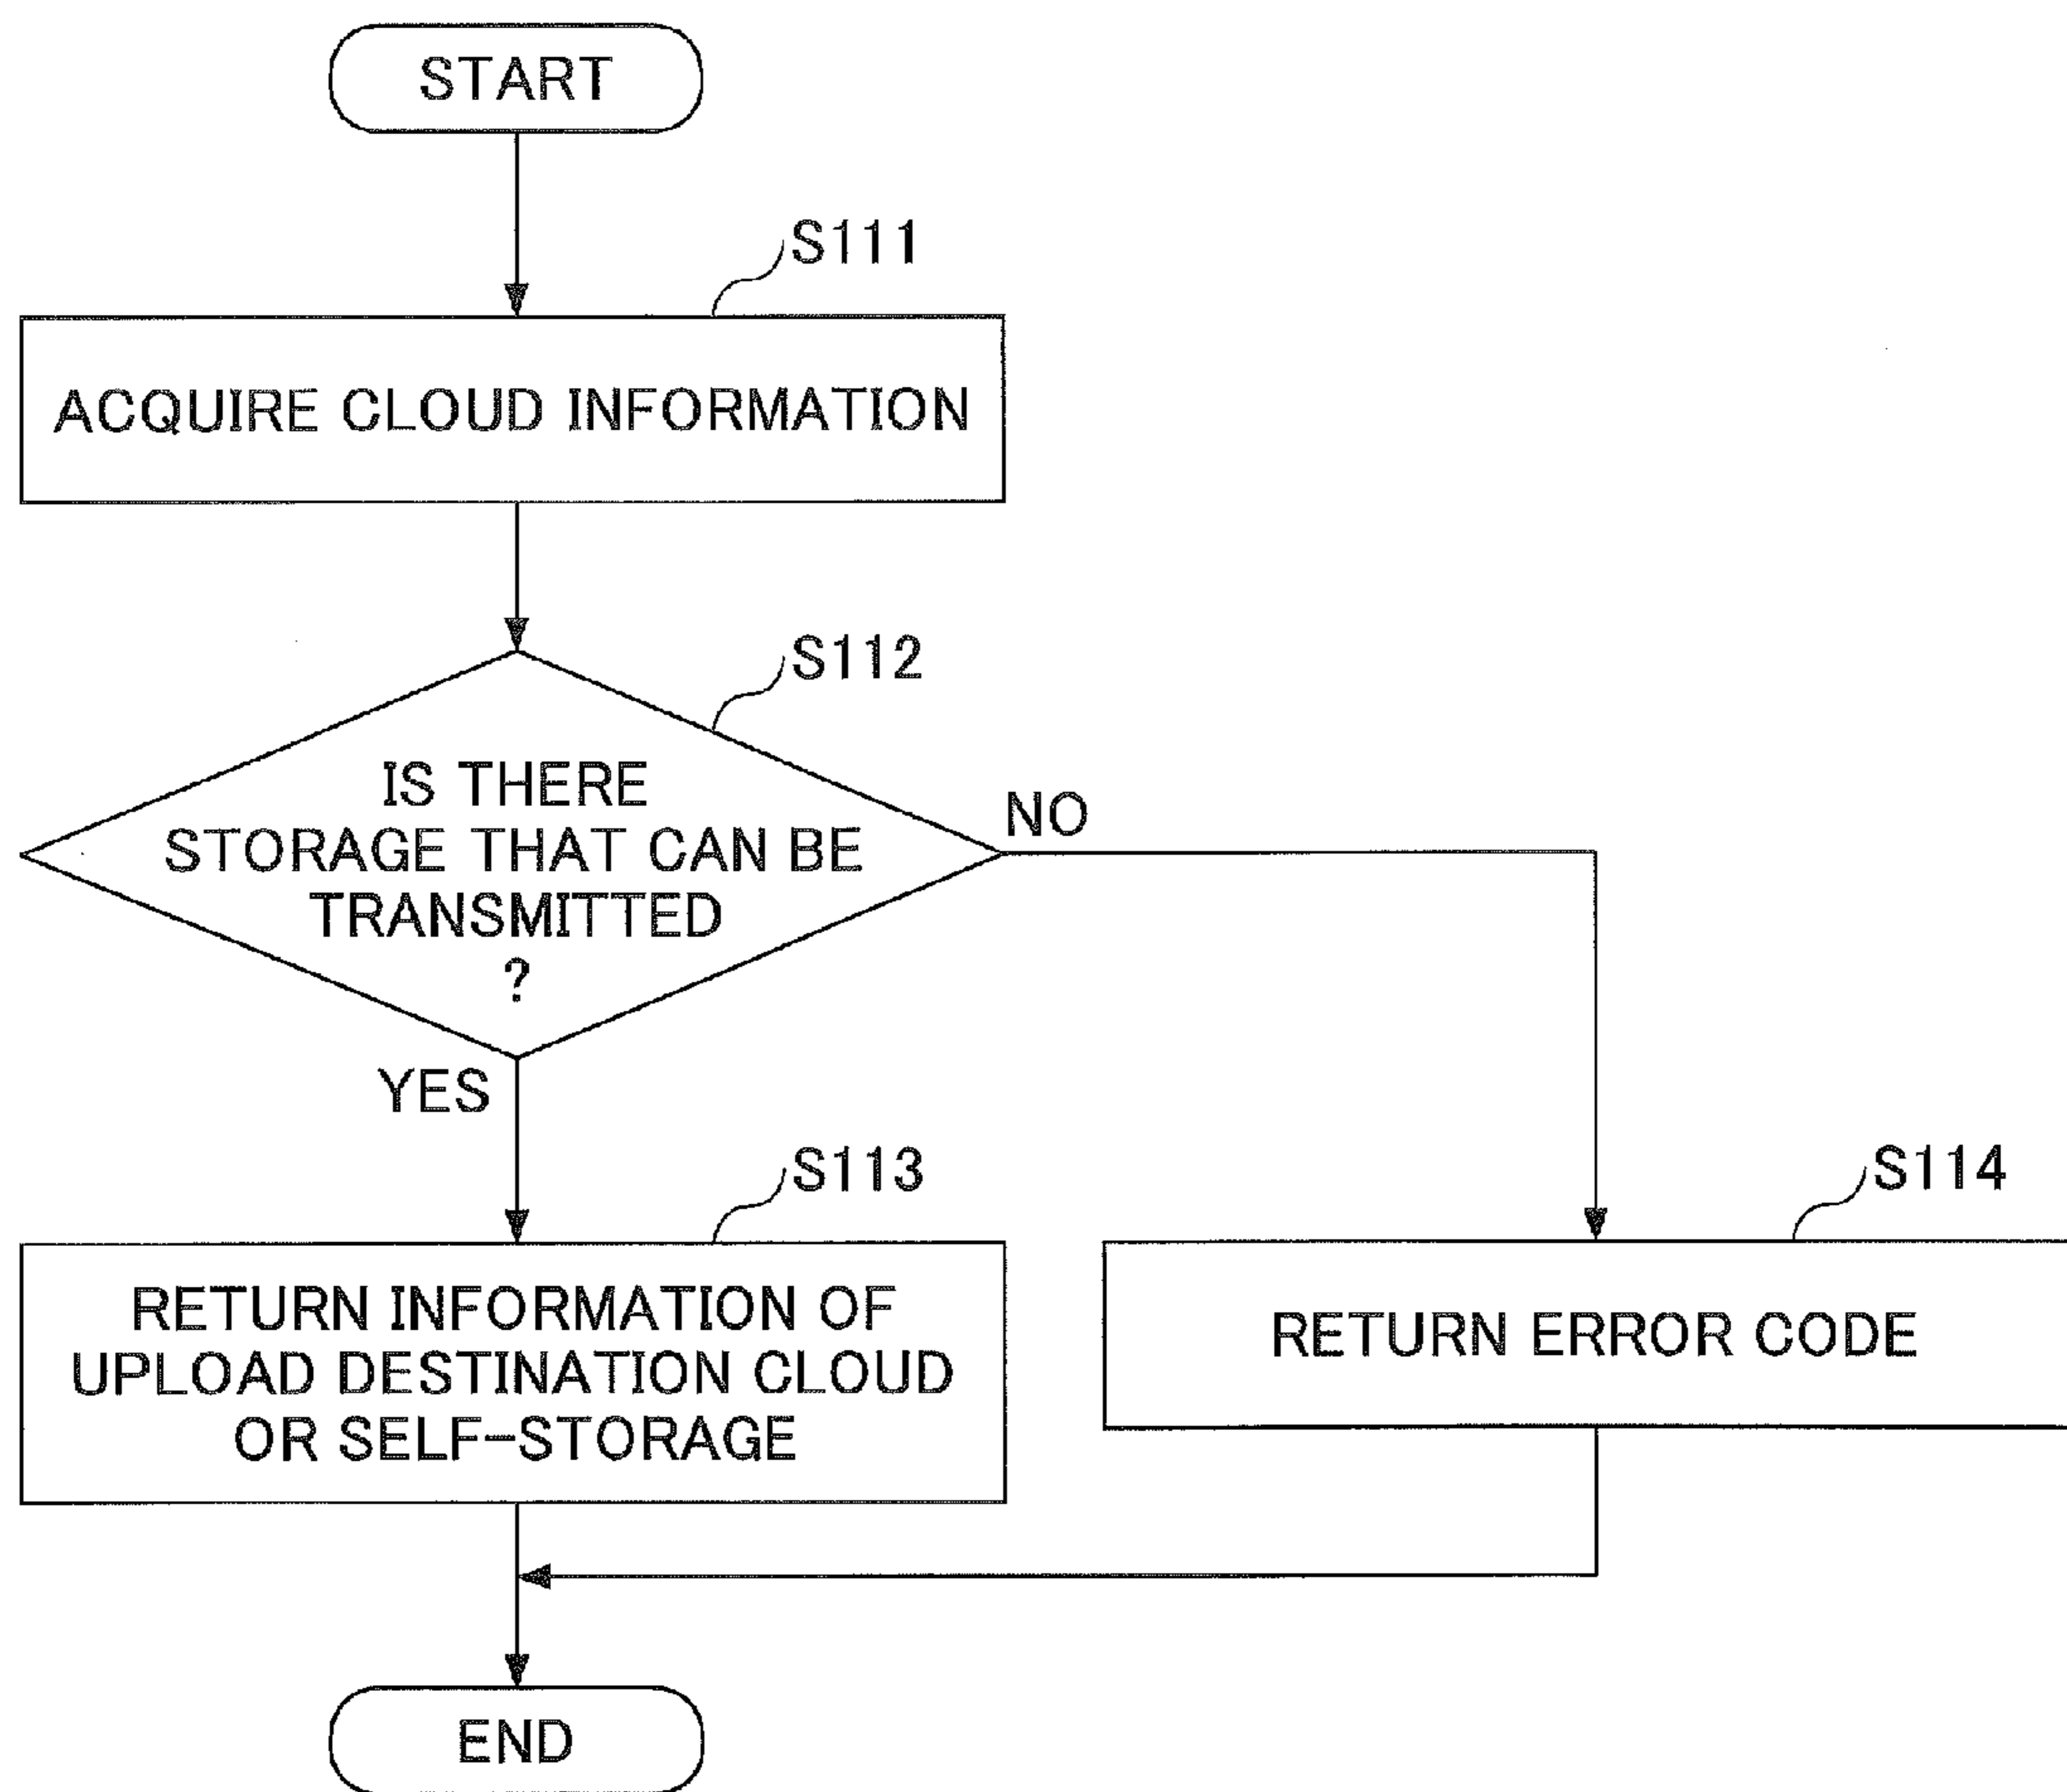 START
S111
ACQUIRE CLOUD INFORMATION
S112
IS THERE
STORAGE THAT CAN BE
TRANSMITTED
?
NO
YES
S113
RETURN INFORMATION OF
UPLOAD DESTINATION CLOUD
OR SELF-STORAGE
S114
RETURN ERROR CODE
END